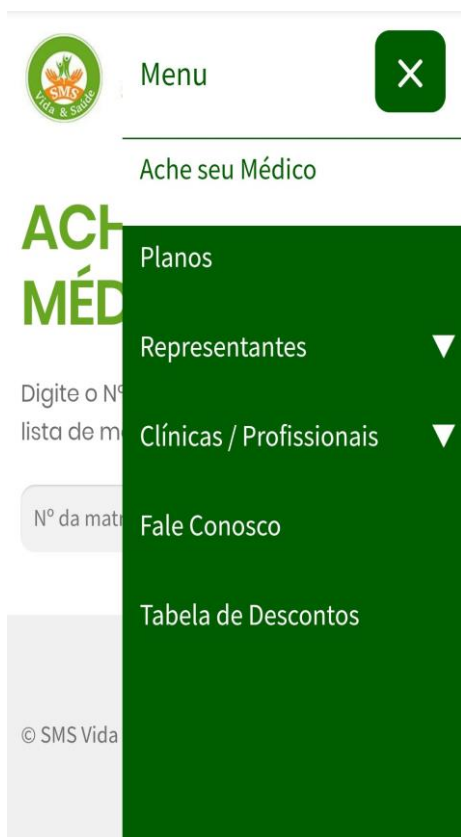 SMS
Vida & Saúde
Menu
Ache seu Médico
ACH
MÉD
Planos
Representantes
Digite o Nº
lista de m
Clínicas / Profissionais
Nº da matr
Fale Conosco
Tabela de Descontos
© SMS Vida